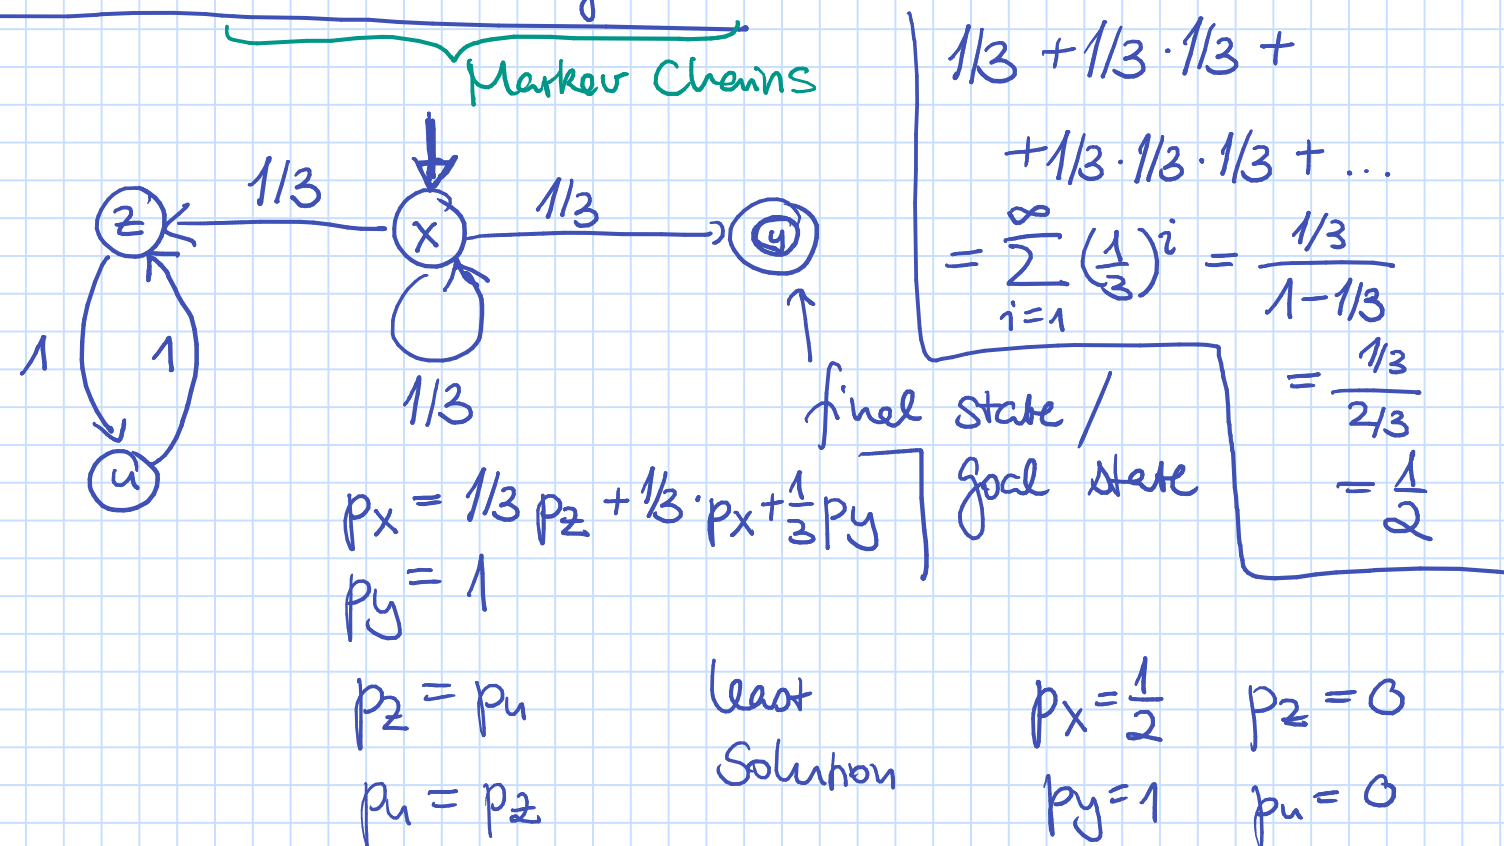 Markov Chains
1/3 + 1/3 · 1/3 +
+ 1/3 · 1/3 · 1/3 + ...
= ∞ ∑ i=1 (1/3)^i = 1/3 / 1 - 1/3
= 1/3 / 2/3
= 1/2
1/3
1/3
z
x
y
1
1
1/3
u
final state /
goal state
px = 1/3 pz + 1/3 · px + 1/3 py
py = 1
pz = pu
pu = pz
least
solution
px = 1/2 pz = 0
py = 1 pu = 0